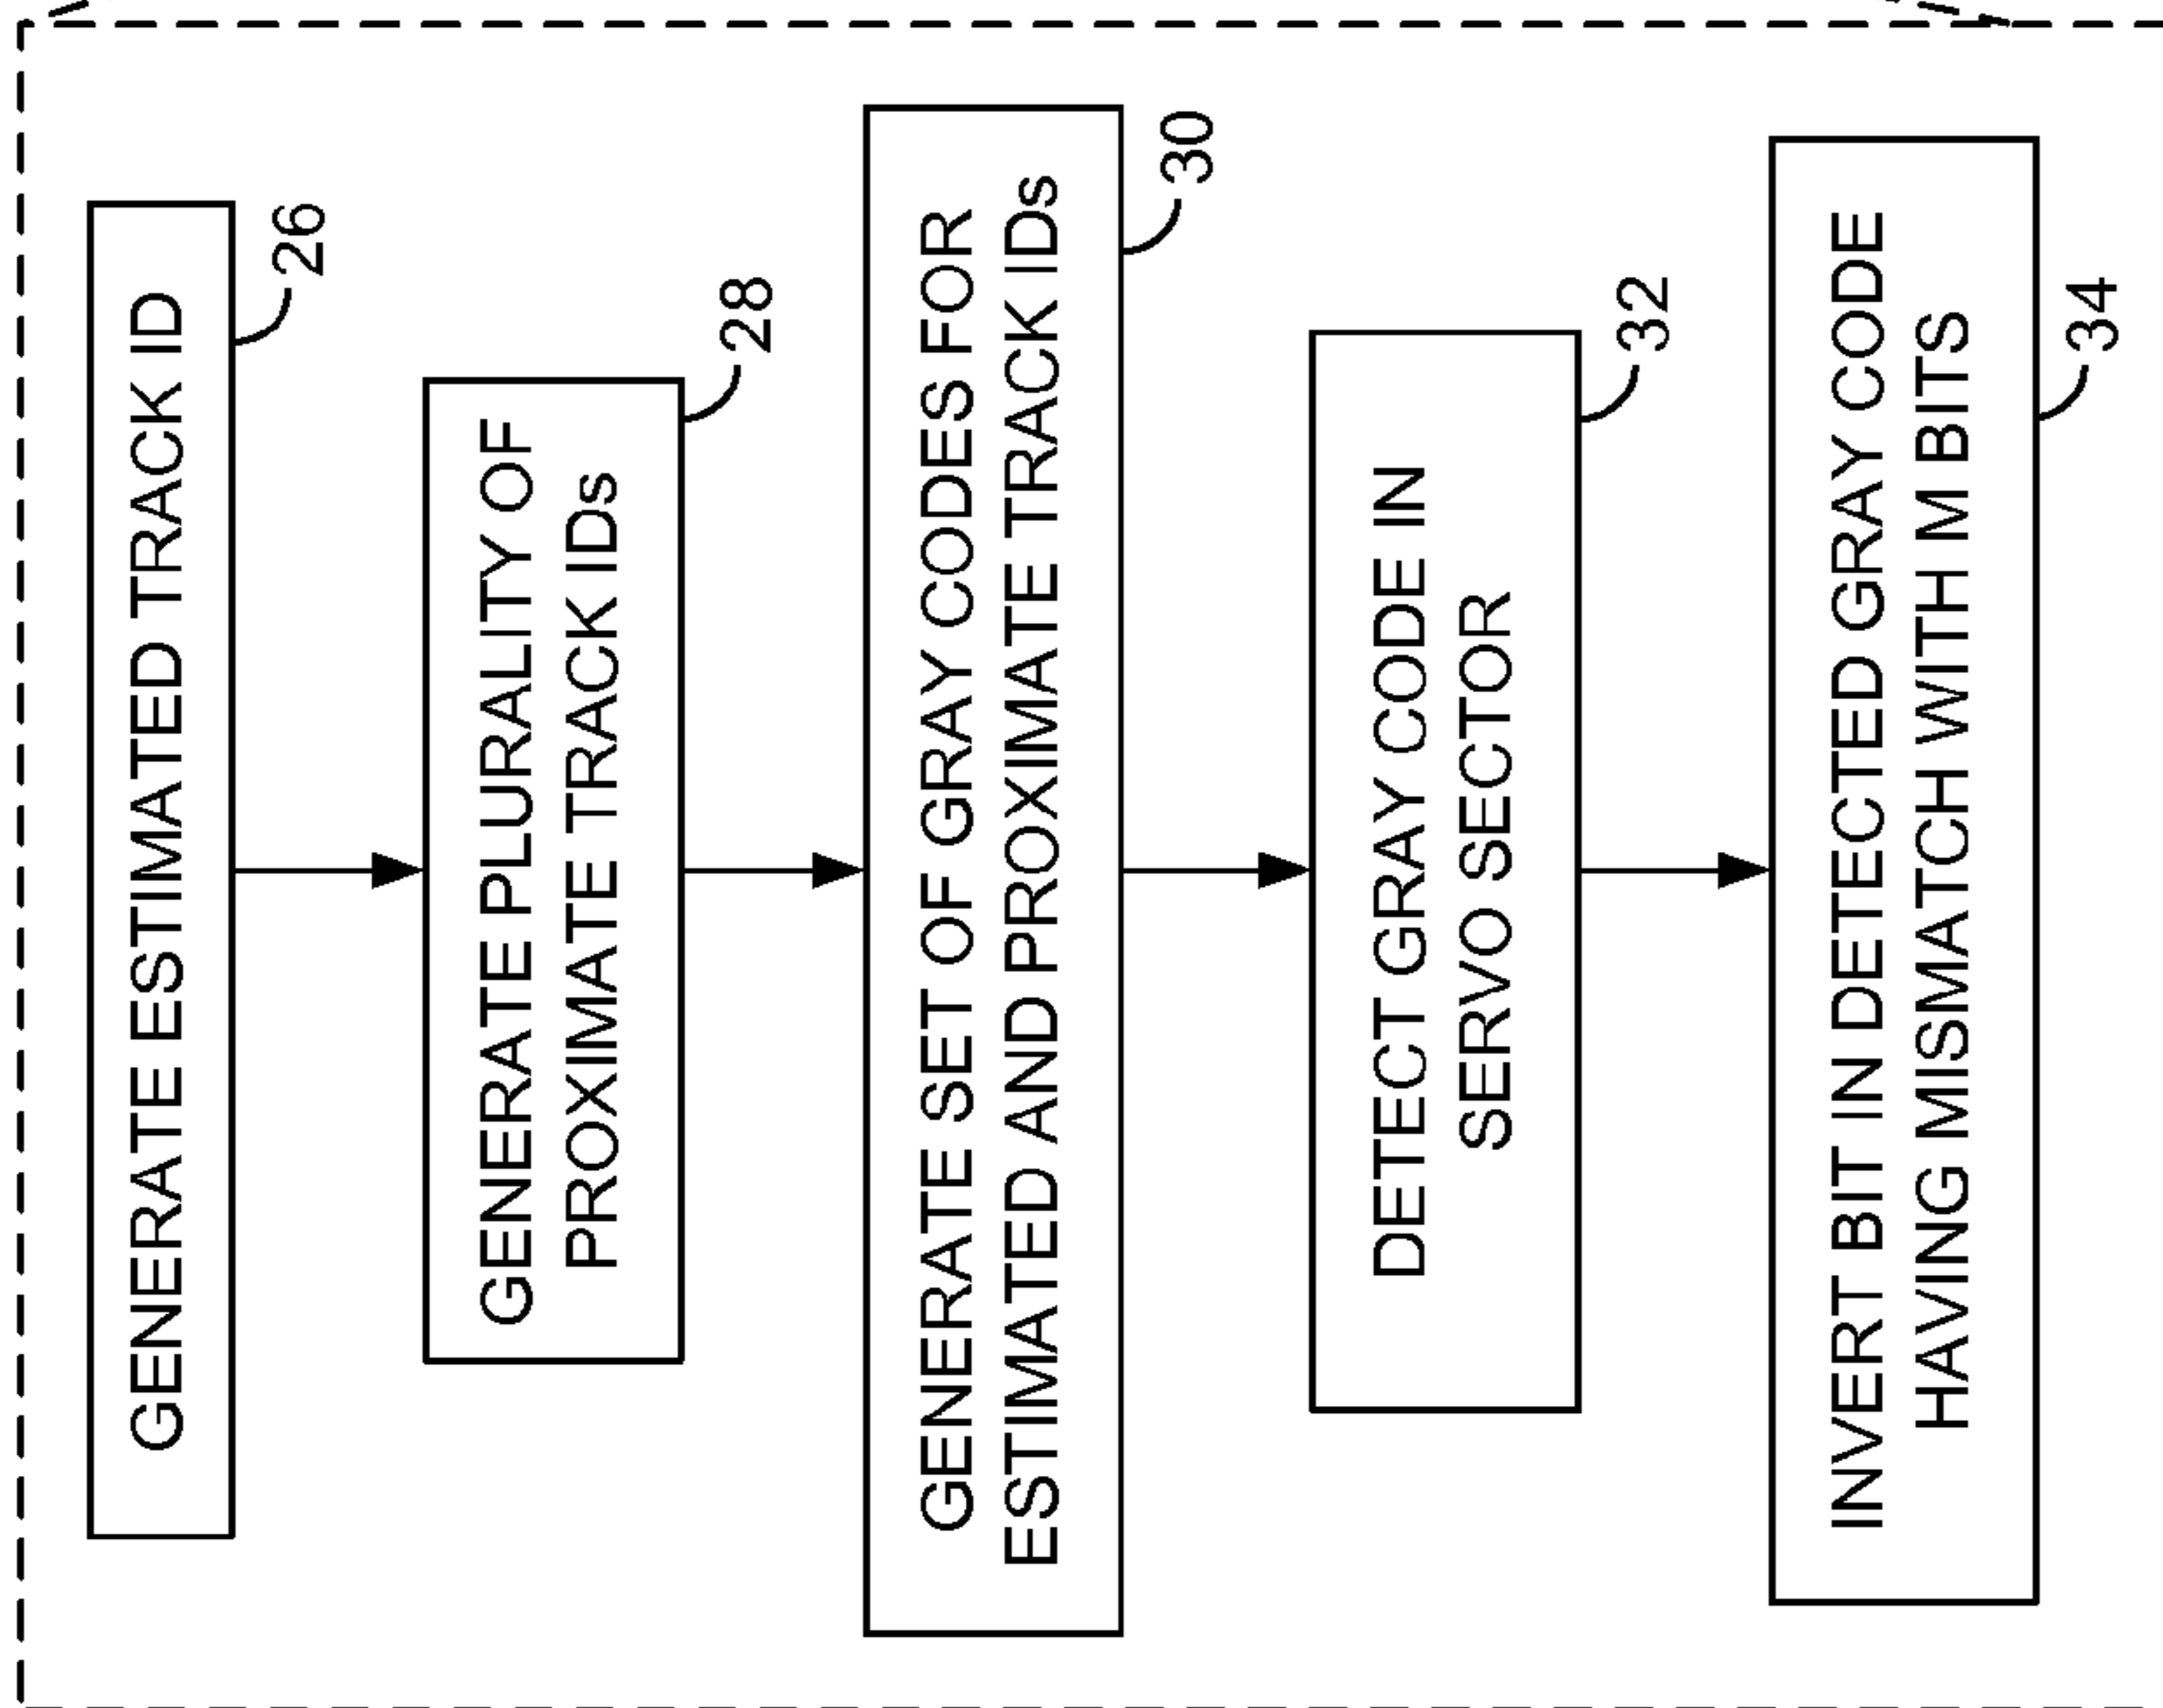 GENERATE ESTIMATED TRACK ID
26
GENERATE PLURALITY OF
PROXIMATE TRACK IDs
28
GENERATE SET OF GRAY CODES FOR
ESTIMATED AND PROXIMATE TRACK IDs
30
DETECT GRAY CODE IN
SERVO SECTOR
32
INVERT BIT IN DETECTED GRAY CODE
HAVING MISMATCH WITH M BITS
34